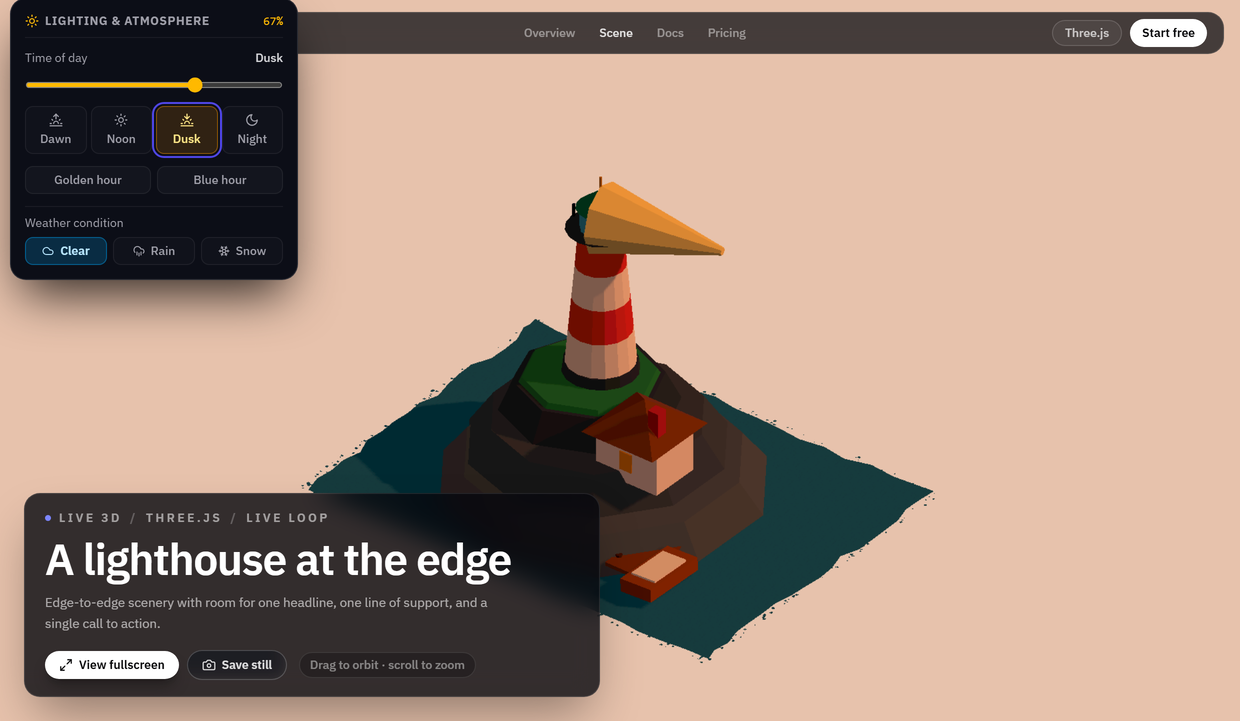 LIGHTING & ATMOSPHERE 67%
Overview Scene Docs Pricing Three.js Start free
Time of day Dusk
Dawn Noon Dusk Night
Golden hour Blue hour
Weather condition
Clear Rain Snow
LIVE 3D / THREE.JS / LIVE LOOP
A lighthouse at the edge
Edge-to-edge scenery with room for one headline, one line of support, and a
single call to action.
View fullscreen Save still Drag to orbit · scroll to zoom